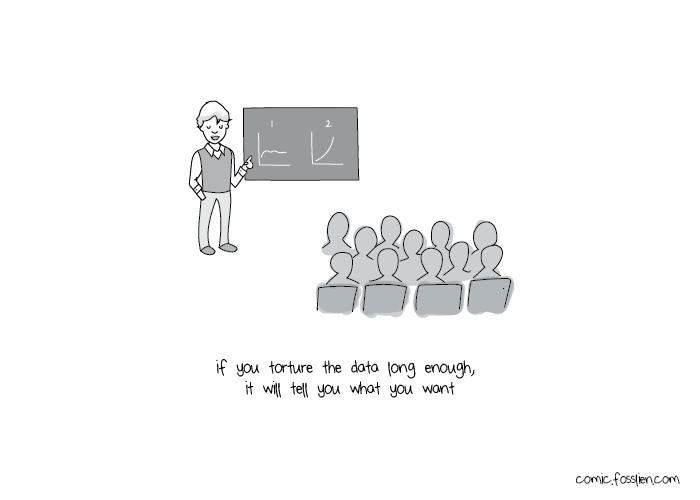 1 2
if you torture the data long enough,
it will tell you what you want
comic.fosslien.com